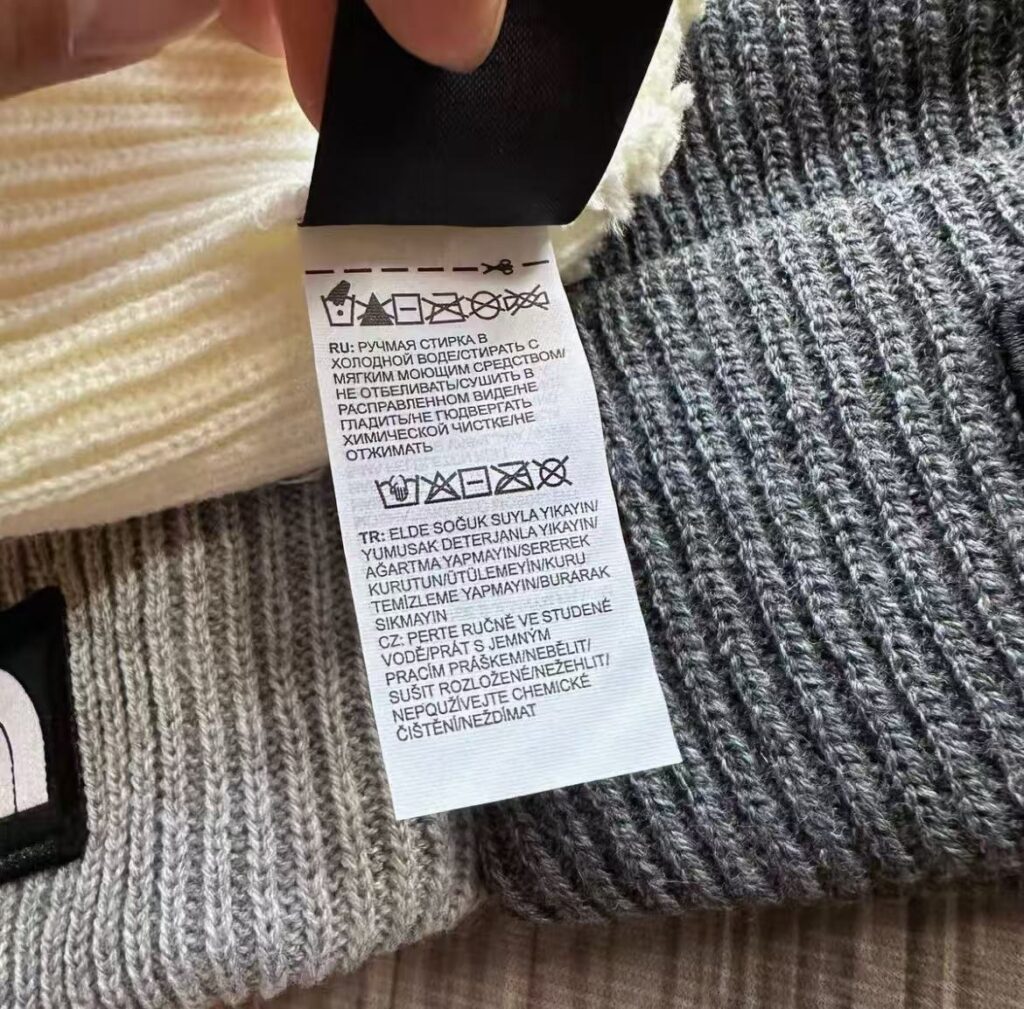 RU: РУЧМАЯ СТИРКА В
ХОЛОДНОЙ ВОДЕ/СТИРАТЬ С
МЯГКИМ МОЮЩИМ СРЕДСТВОМ/
НЕ ОТБЕЛИВАТЬ/СУШИТЬ В
РАСПРАВЛЕННОМ ВИДЕ/НЕ
ГЛАДИТЬ/НЕ ПОДВЕРГАТЬ
ХИМИЧЕСКОЙ ЧИСТКЕ/НЕ
ОТЖИМАТЬ
TR: ELDE SOĞUK SUYLA YIKAYIN/
YUMUSAK DETERJANLA YIKAYIN/
AĞARTMA YAPMAYIN/SEREREK
KURUTUN/ÜTÜLEMEYİN/KURU
TEMİZLEME YAPMAYIN/BURARAK
SIKMAYIN
CZ: PERTE RUČNĚ VE STUDENÉ
VODĚ/PRÁT S JEMNÝM
PRACÍM PRÁŠKEM/NEBĚLIT/
SUŠIT ROZLOŽENÉ/NEŽEHLIT/
NEPOUŽÍVEJTE CHEMICKÉ
ČIŠTĚNÍ/NEŽDÍMAT